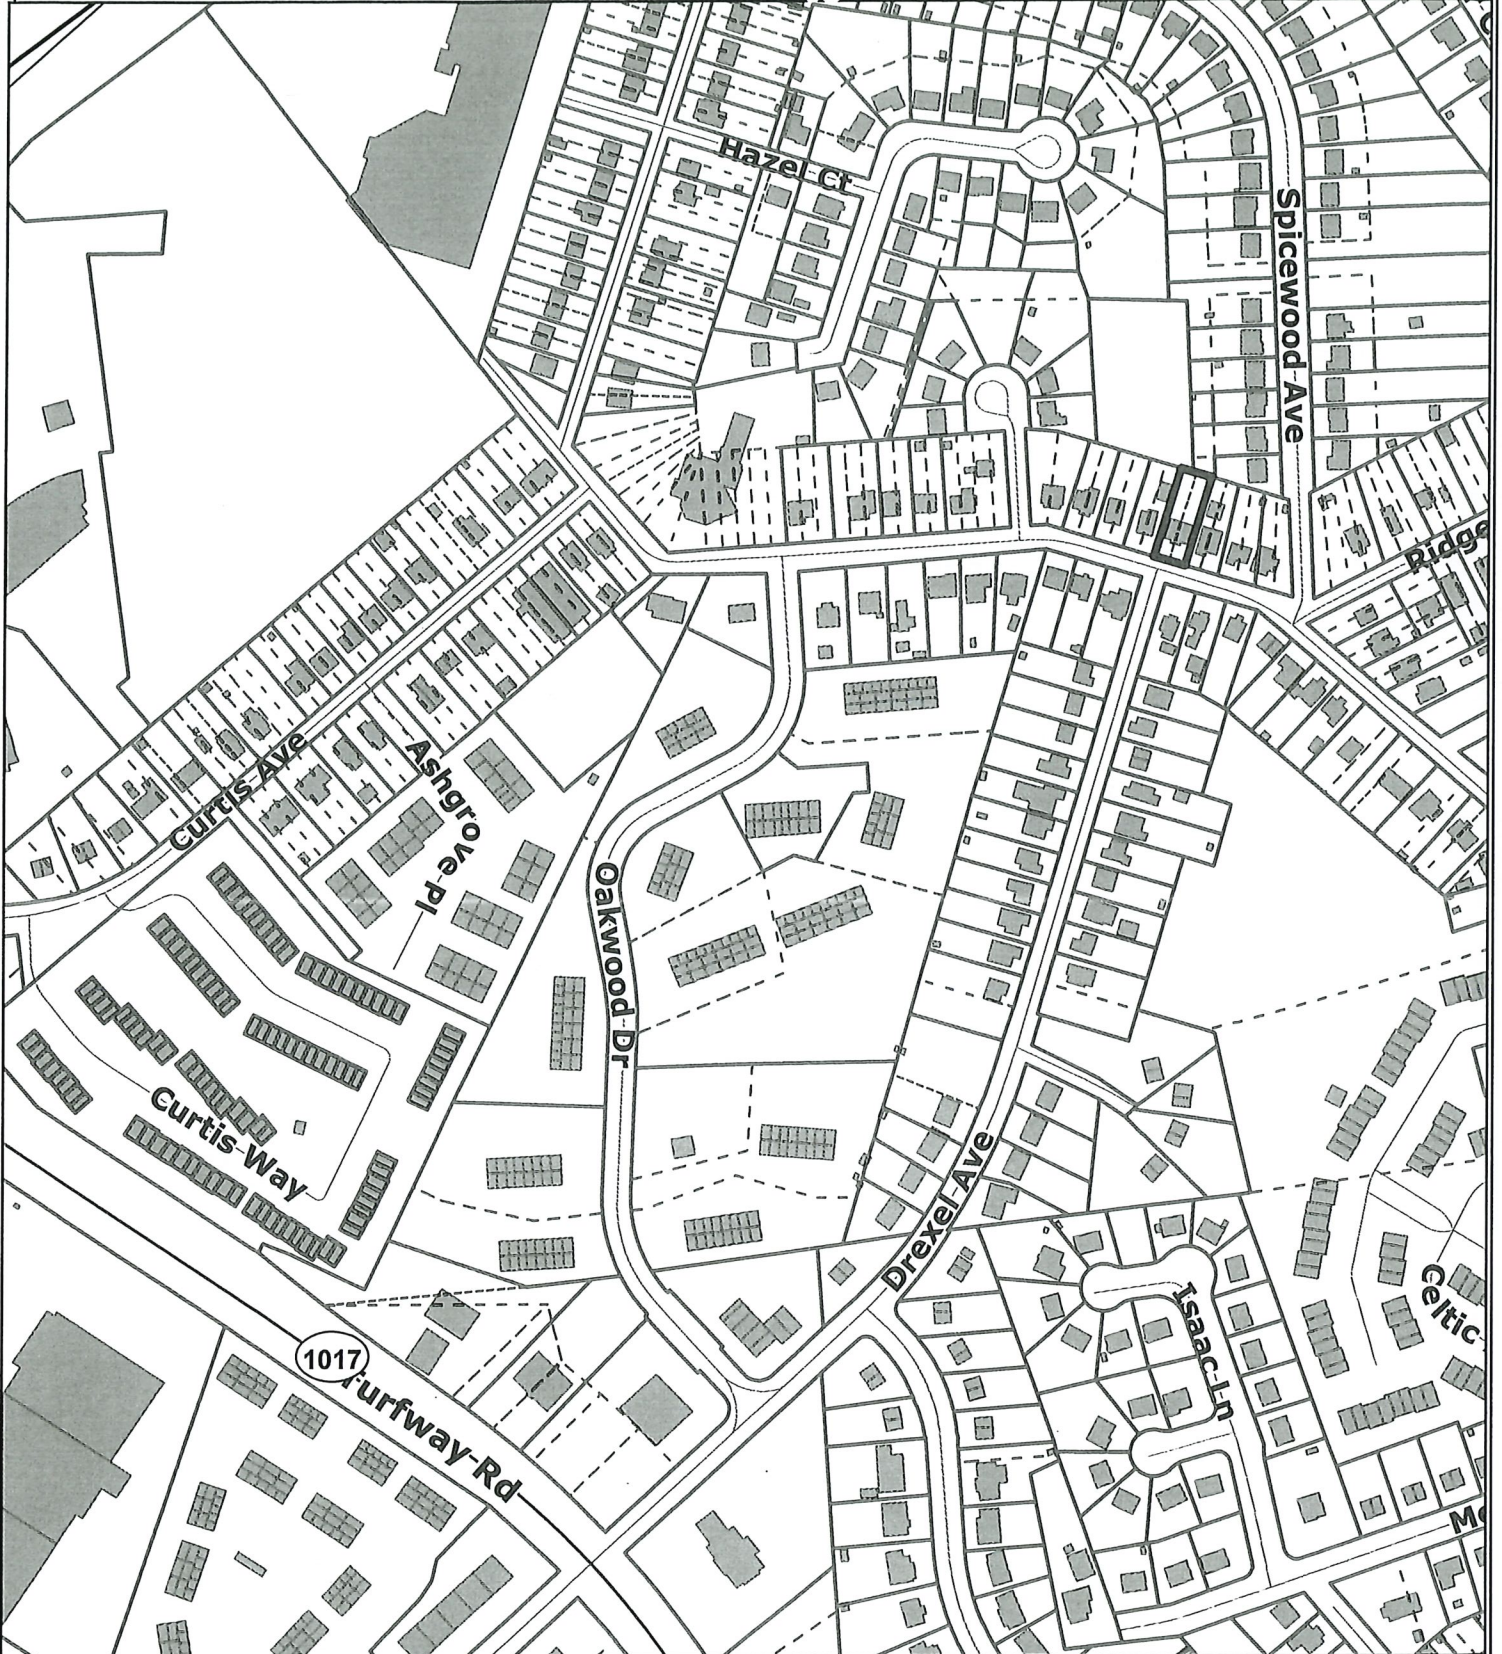 Hazel Ct
Spicewood Ave
Ridge
Curtis Ave
Ashgrove Pl
Oakwood Dr
Curtis Way
Drexel Ave
Isaac Ln
Celtic
1017
Turfway Rd